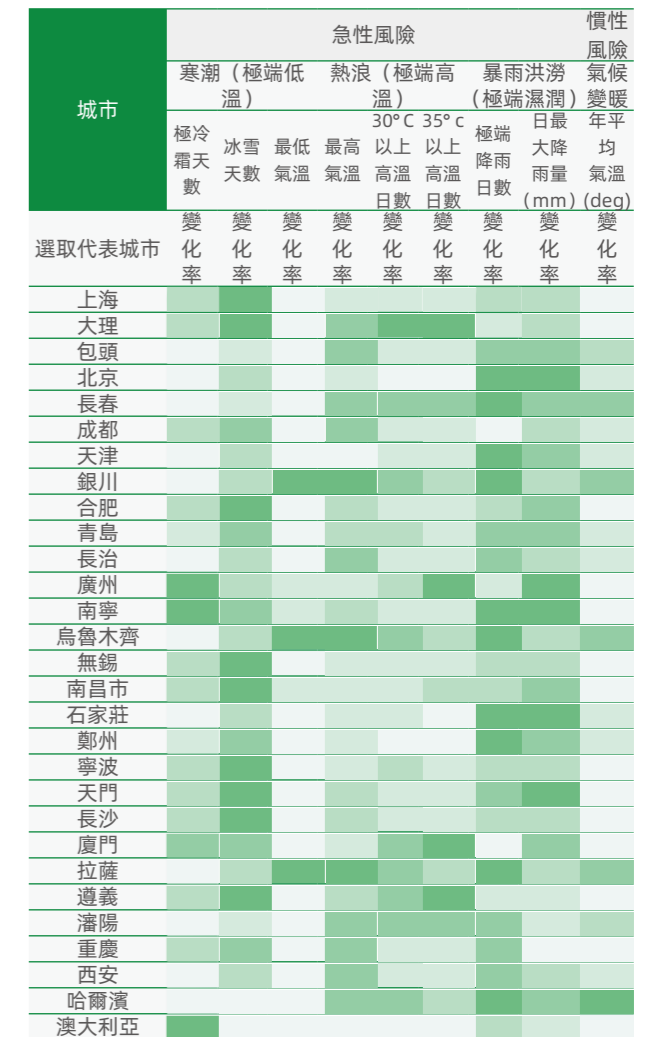 城市
急性風險
慣性
風險
寒潮（極端低
溫）
熱浪（極端高
溫）
暴雨洪澇
（極端濕潤）
氣候
變暖
極冷
霜天
數
冰雪
天數
最低
氣溫
最高
氣溫
30°C
以上
高溫
日數
35°c
以上
高溫
日數
極端
降雨
日數
日最
大降
雨量
(mm)
年平
均
氣溫
(deg)
選取代表城市
變
化
率
變
化
率
變
化
率
變
化
率
變
化
率
變
化
率
變
化
率
變
化
率
變
化
率
上海
大理
包頭
北京
長春
成都
天津
銀川
合肥
青島
長治
廣州
南寧
烏魯木齊
無錫
南昌市
石家莊
鄭州
寧波
天門
長沙
廈門
拉薩
遵義
瀋陽
重慶
西安
哈爾濱
澳大利亞